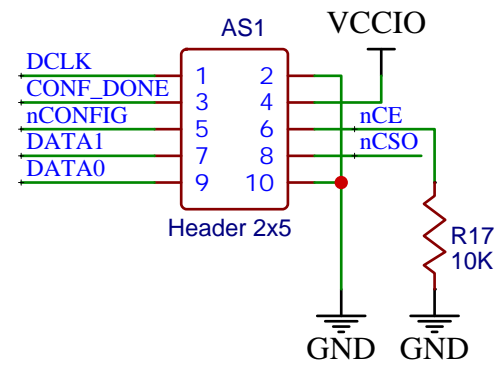 AS1
VCCIO
DCLK
1 2
CONF_DONE
3 4
nCONFIG
5 6 nCE
DATA1
7 8 nCSO
DATA0
9 10
Header 2x5
R17
10K
GND GND